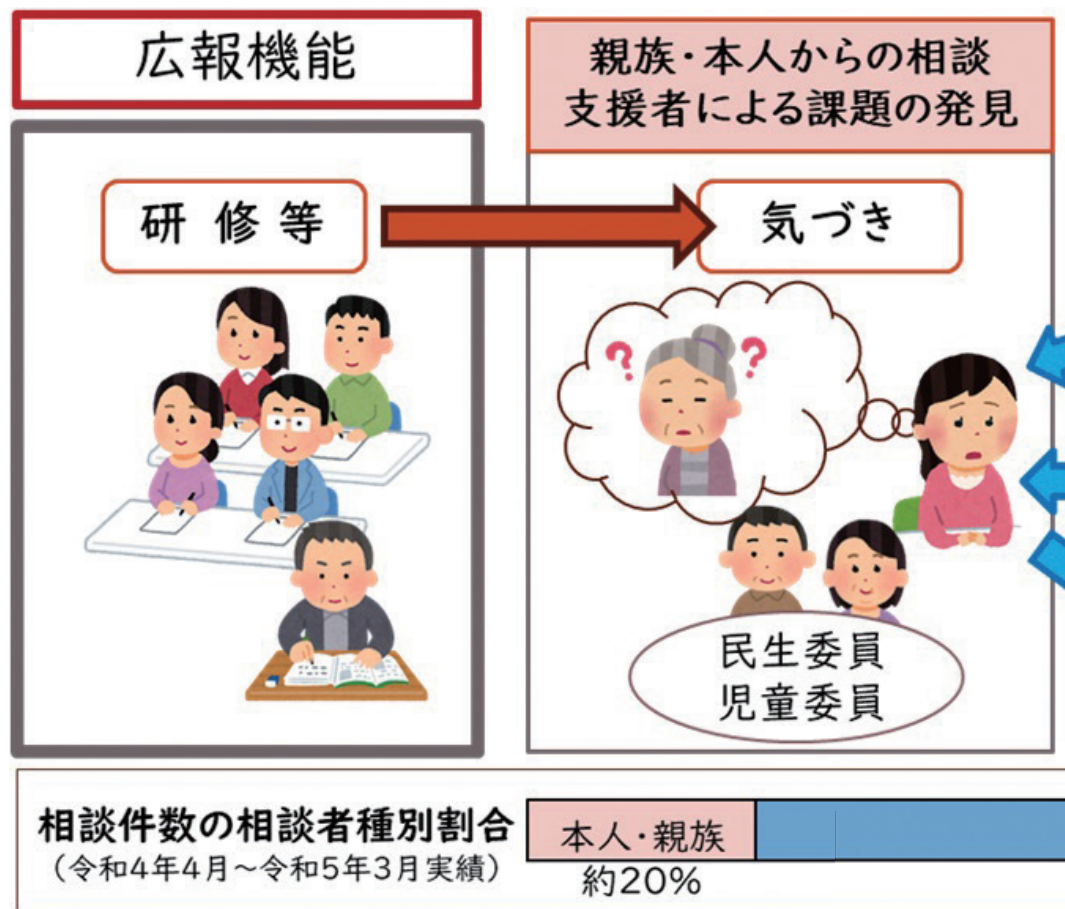 広報機能
研修等
親族・本人からの相談
支援者による課題の発見
気づき
? ?
民生委員
児童委員
相談件数の相談者種別割合
(令和4年4月~令和5年3月実績)
本人・親族
約20%